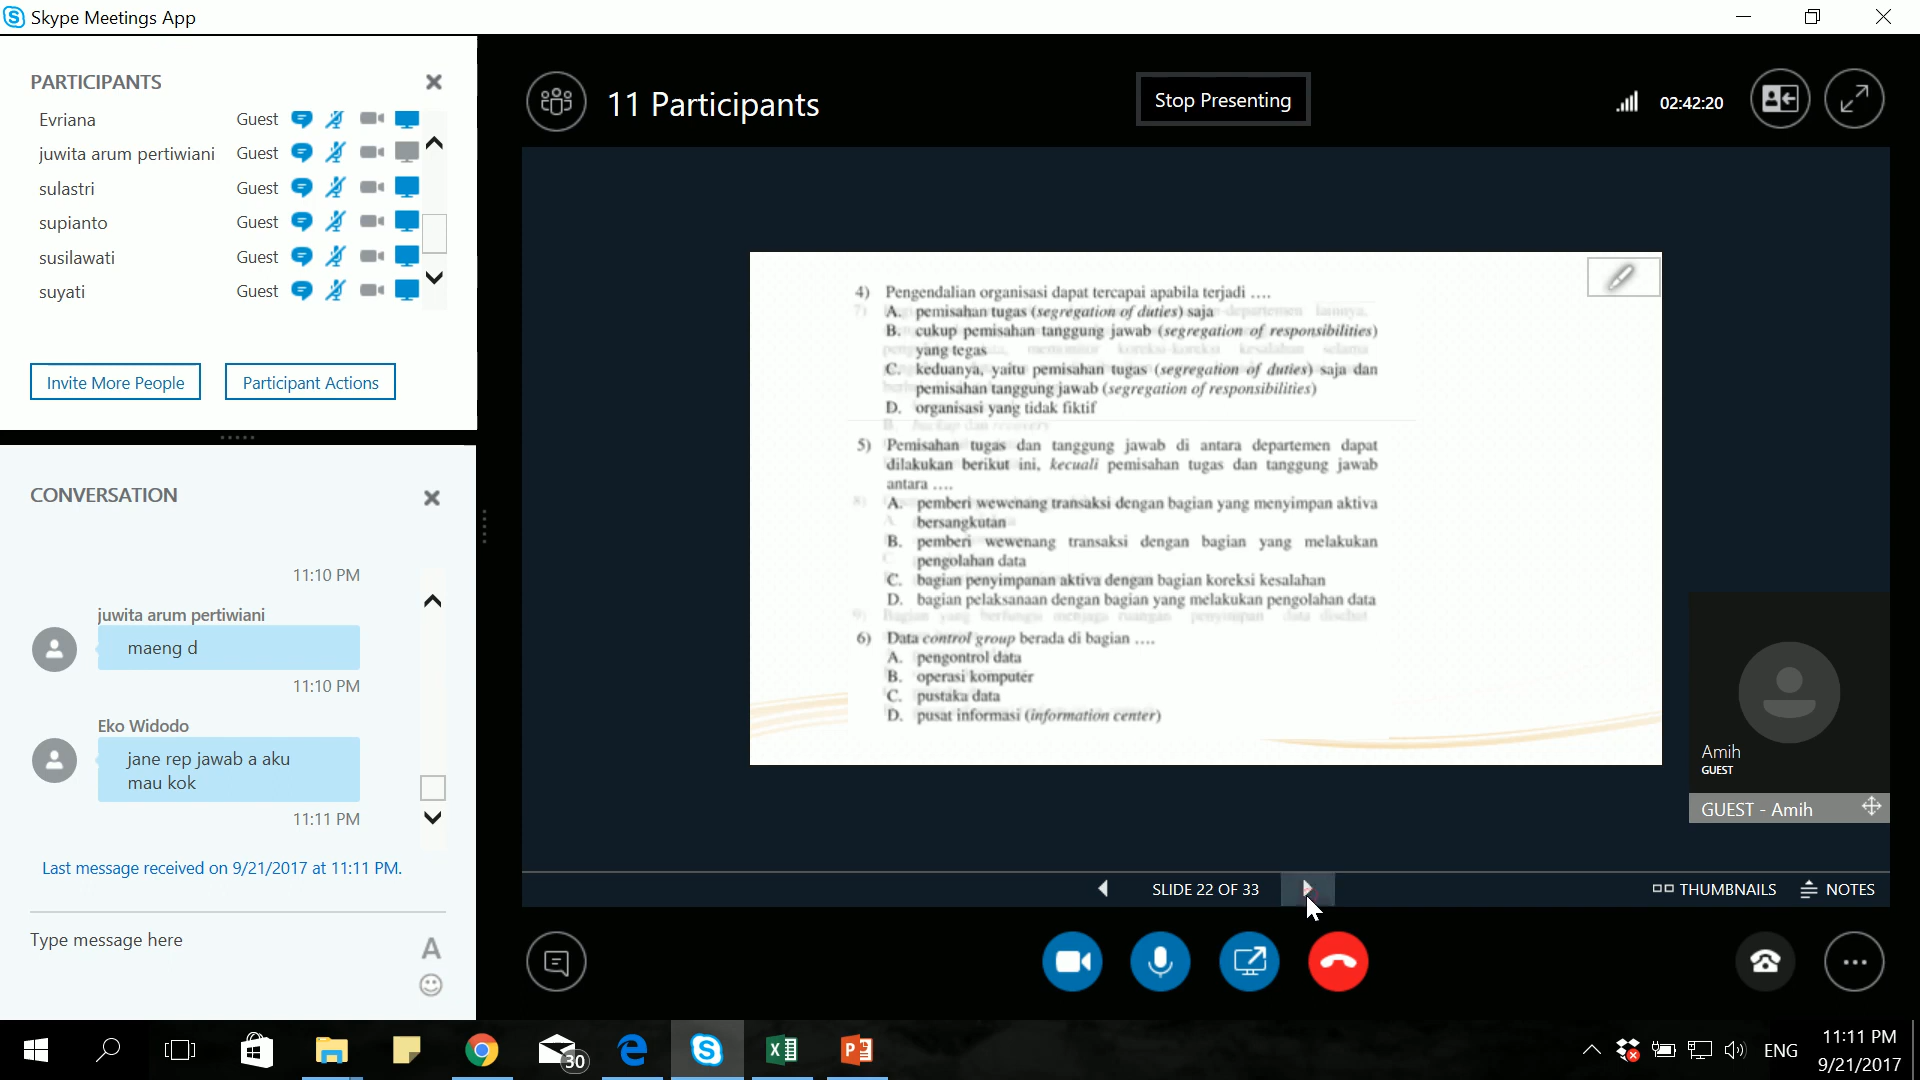 Skype Meetings App
PARTICIPANTS
Evriana Guest
juwita arum pertiwiani Guest
sulastri Guest
supianto Guest
susilawati Guest
suyati Guest
Invite More People
Participant Actions
CONVERSATION
11:10 PM
juwita arum pertiwiani
maeng d
11:10 PM
Eko Widodo
jane rep jawab a aku
mau kok
11:11 PM
Last message received on 9/21/2017 at 11:11 PM.
Type message here
A
11 Participants
Stop Presenting
02:42:20
4) Pengendalian organisasi dapat tercapai apabila terjadi ….
A. pemisahan tugas (segregation of duties) saja
B. cukup pemisahan tanggung jawab (segregation of responsibilities)
yang tegas
C. keduanya, yaitu pemisahan tugas (segregation of duties) saja dan
pemisahan tanggung jawab (segregation of responsibilities)
D. organisasi yang tidak fiktif
5) Pemisahan tugas dan tanggung jawab di antara departemen dapat
dilakukan berikut ini, kecuali pemisahan tugas dan tanggung jawab
antara ….
A. pemberi wewenang transaksi dengan bagian yang menyimpan aktiva
bersangkutan
B. pemberi wewenang transaksi dengan bagian yang melakukan
pengolahan data
C. bagian penyimpanan aktiva dengan bagian koreksi kesalahan
D. bagian pelaksanaan dengan bagian yang melakukan pengolahan data
6) Data control group berada di bagian ….
A. pengontrol data
B. operasi komputer
C. pustaka data
D. pusat informasi (information center)
Amih
GUEST
GUEST - Amih
SLIDE 22 OF 33
THUMBNAILS
NOTES
30
ENG
11:11 PM
9/21/2017